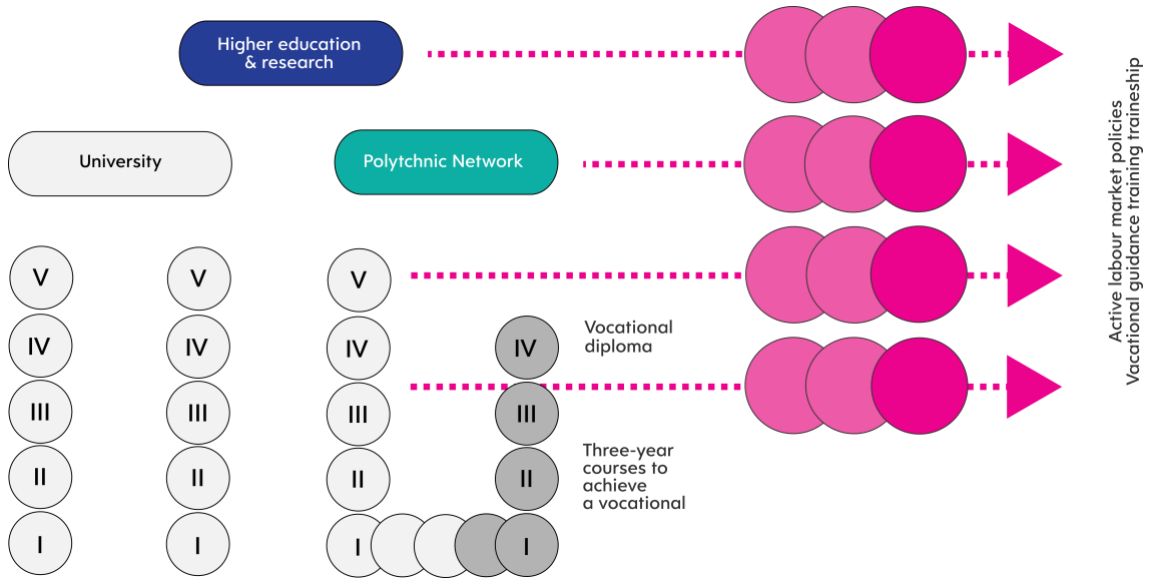 Higher education
& research
University
Polytchnic Network
V
V
V
IV
IV
IV
IV
Vocational
diploma
III
III
III
III
Three-year
courses to
achieve
a vocational
II
II
II
II
I
I
I
I
Active labour market policies
Vacational guidance training traineship